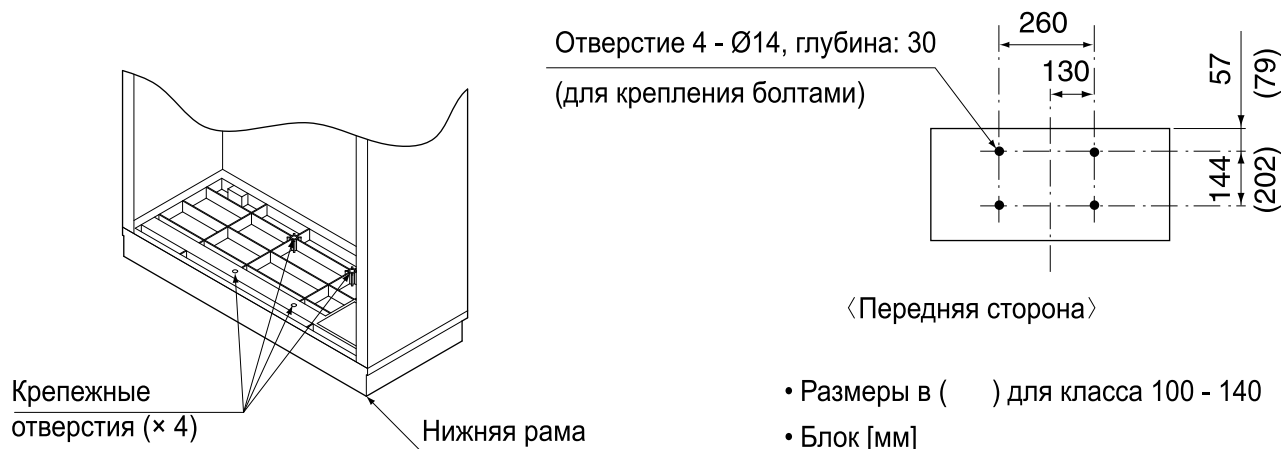 Отверстие 4 - Ø14, глубина: 30
(для крепления болтами)
260
130
57
(79)
144
(202)
〈Передняя сторона〉
Крепежные
отверстия (× 4)
Нижняя рама
• Размеры в (      ) для класса 100 - 140
• Блок [мм]